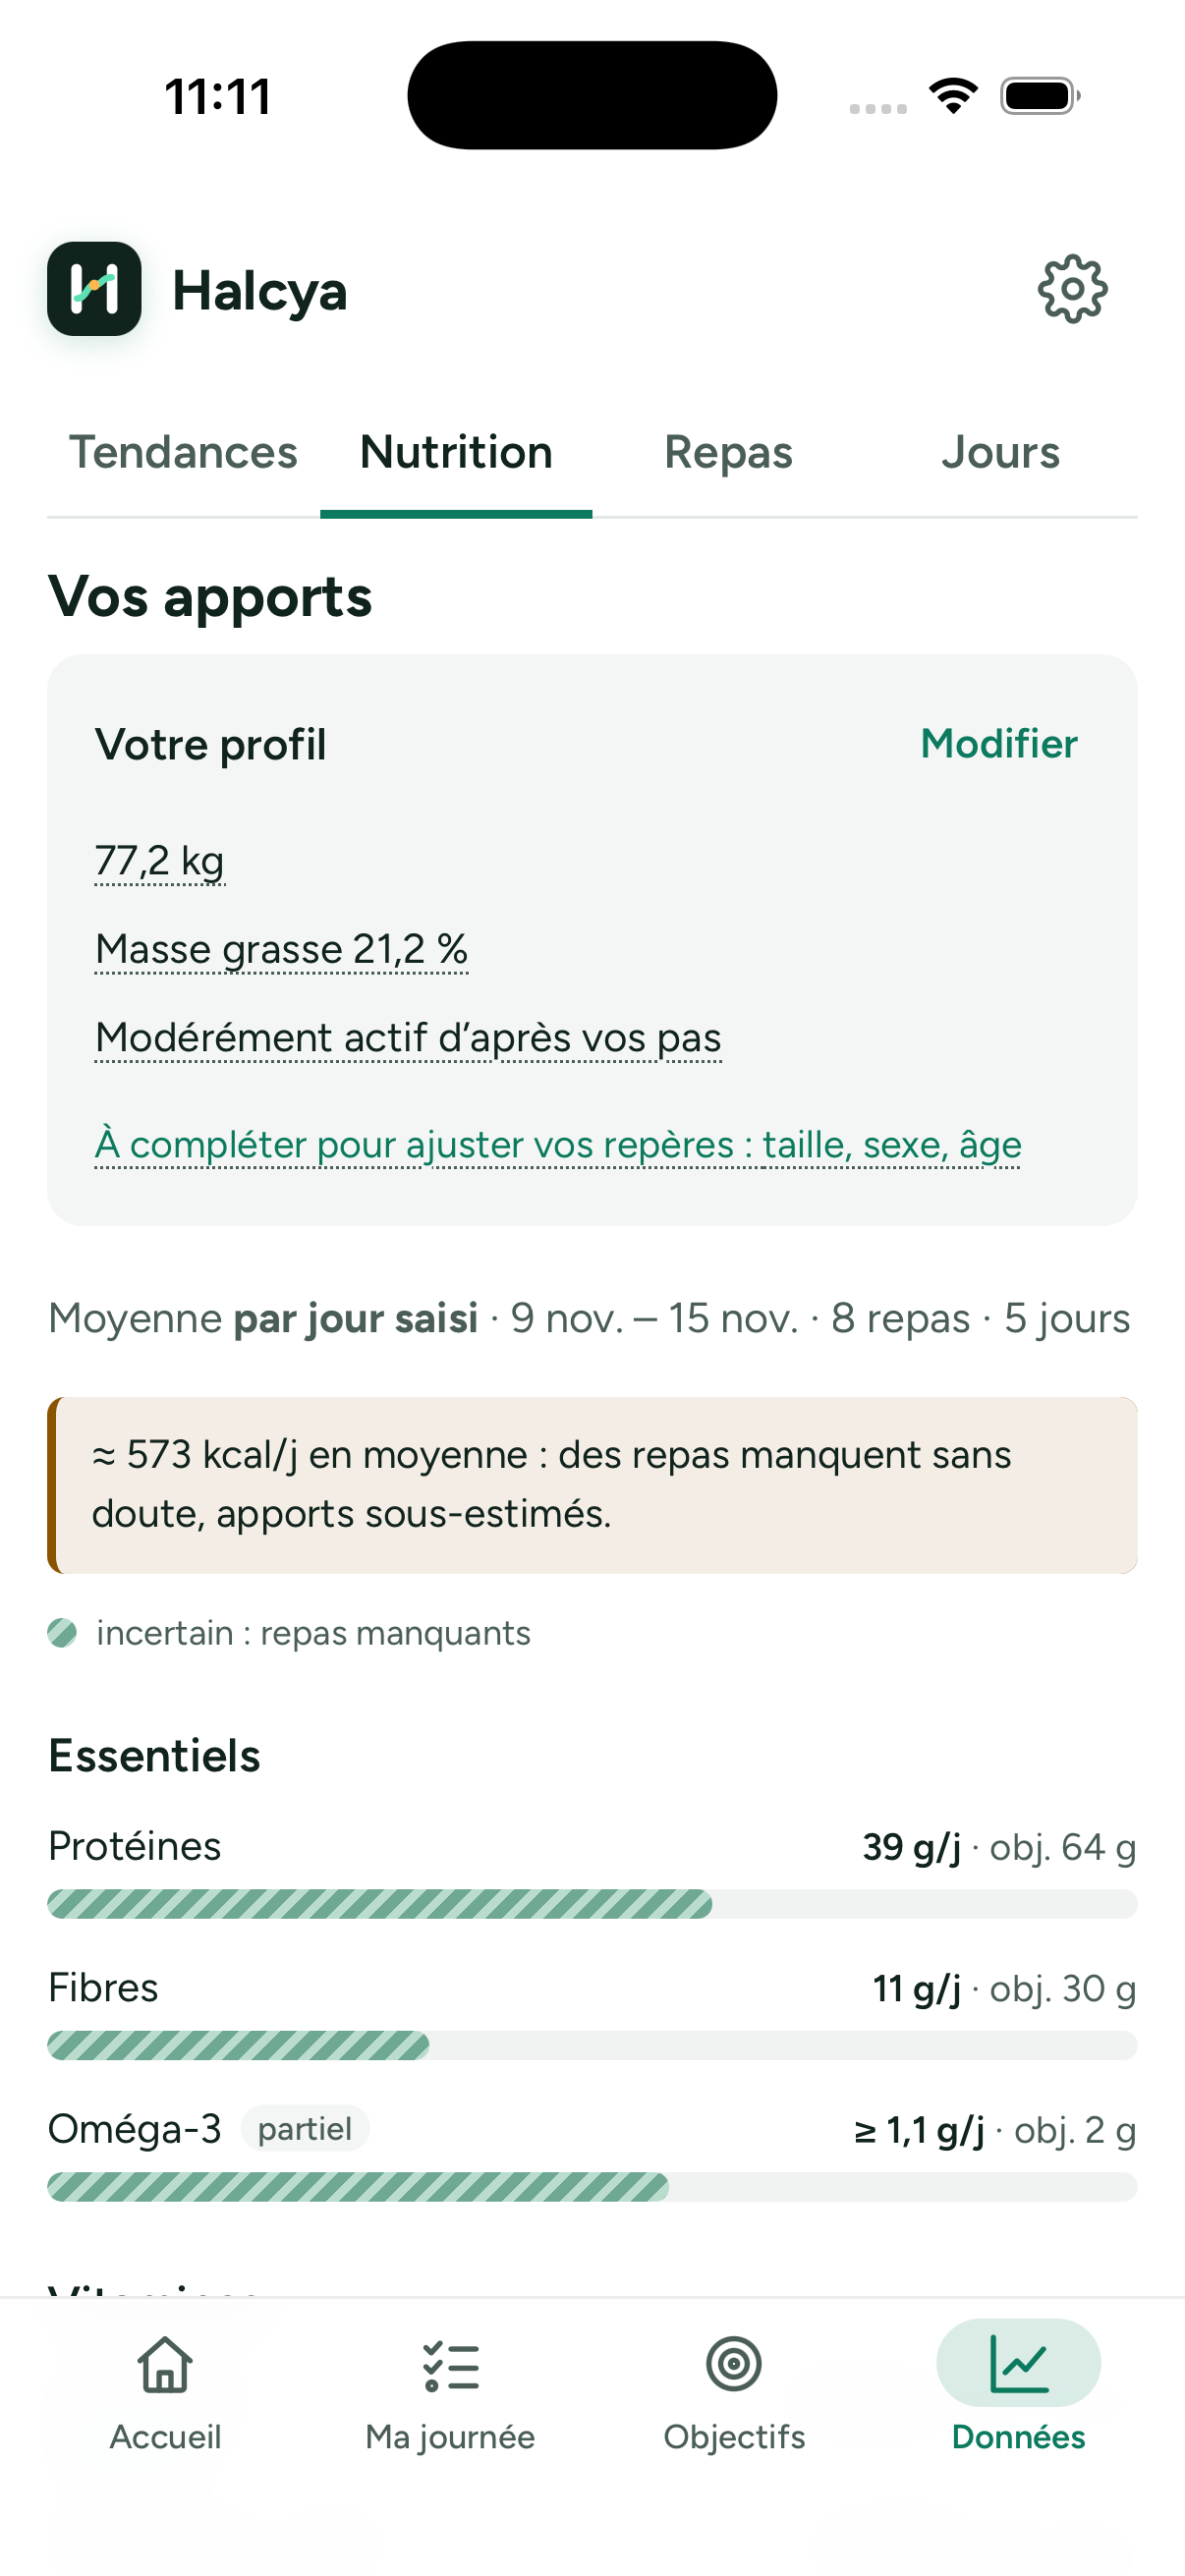 11:11
Halcya
Tendances Nutrition Repas Jours
Vos apports
Votre profil Modifier
77,2 kg
Masse grasse 21,2 %
Modérément actif d’après vos pas
À compléter pour ajuster vos repères : taille, sexe, âge
Moyenne par jour saisi · 9 nov. – 15 nov. · 8 repas · 5 jours
≈ 573 kcal/j en moyenne : des repas manquent sans
doute, apports sous-estimés.
incertain : repas manquants
Essentiels
Protéines 39 g/j · obj. 64 g
Fibres 11 g/j · obj. 30 g
Oméga-3 partiel ≥ 1,1 g/j · obj. 2 g
Accueil Ma journée Objectifs Données